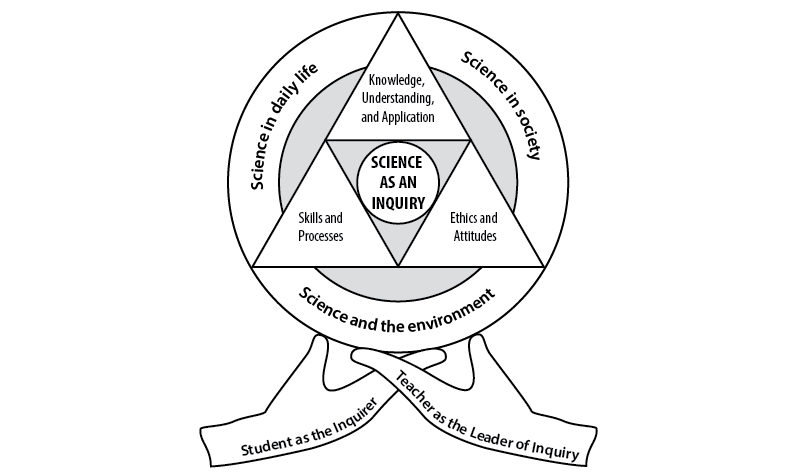 Science in daily life
Science in society
Knowledge,
Understanding,
and Application
SCIENCE
AS AN
INQUIRY
Skills and
Processes
Ethics and
Attitudes
Science and the environment
Student as the Inquirer
Teacher as the Leader of Inquiry